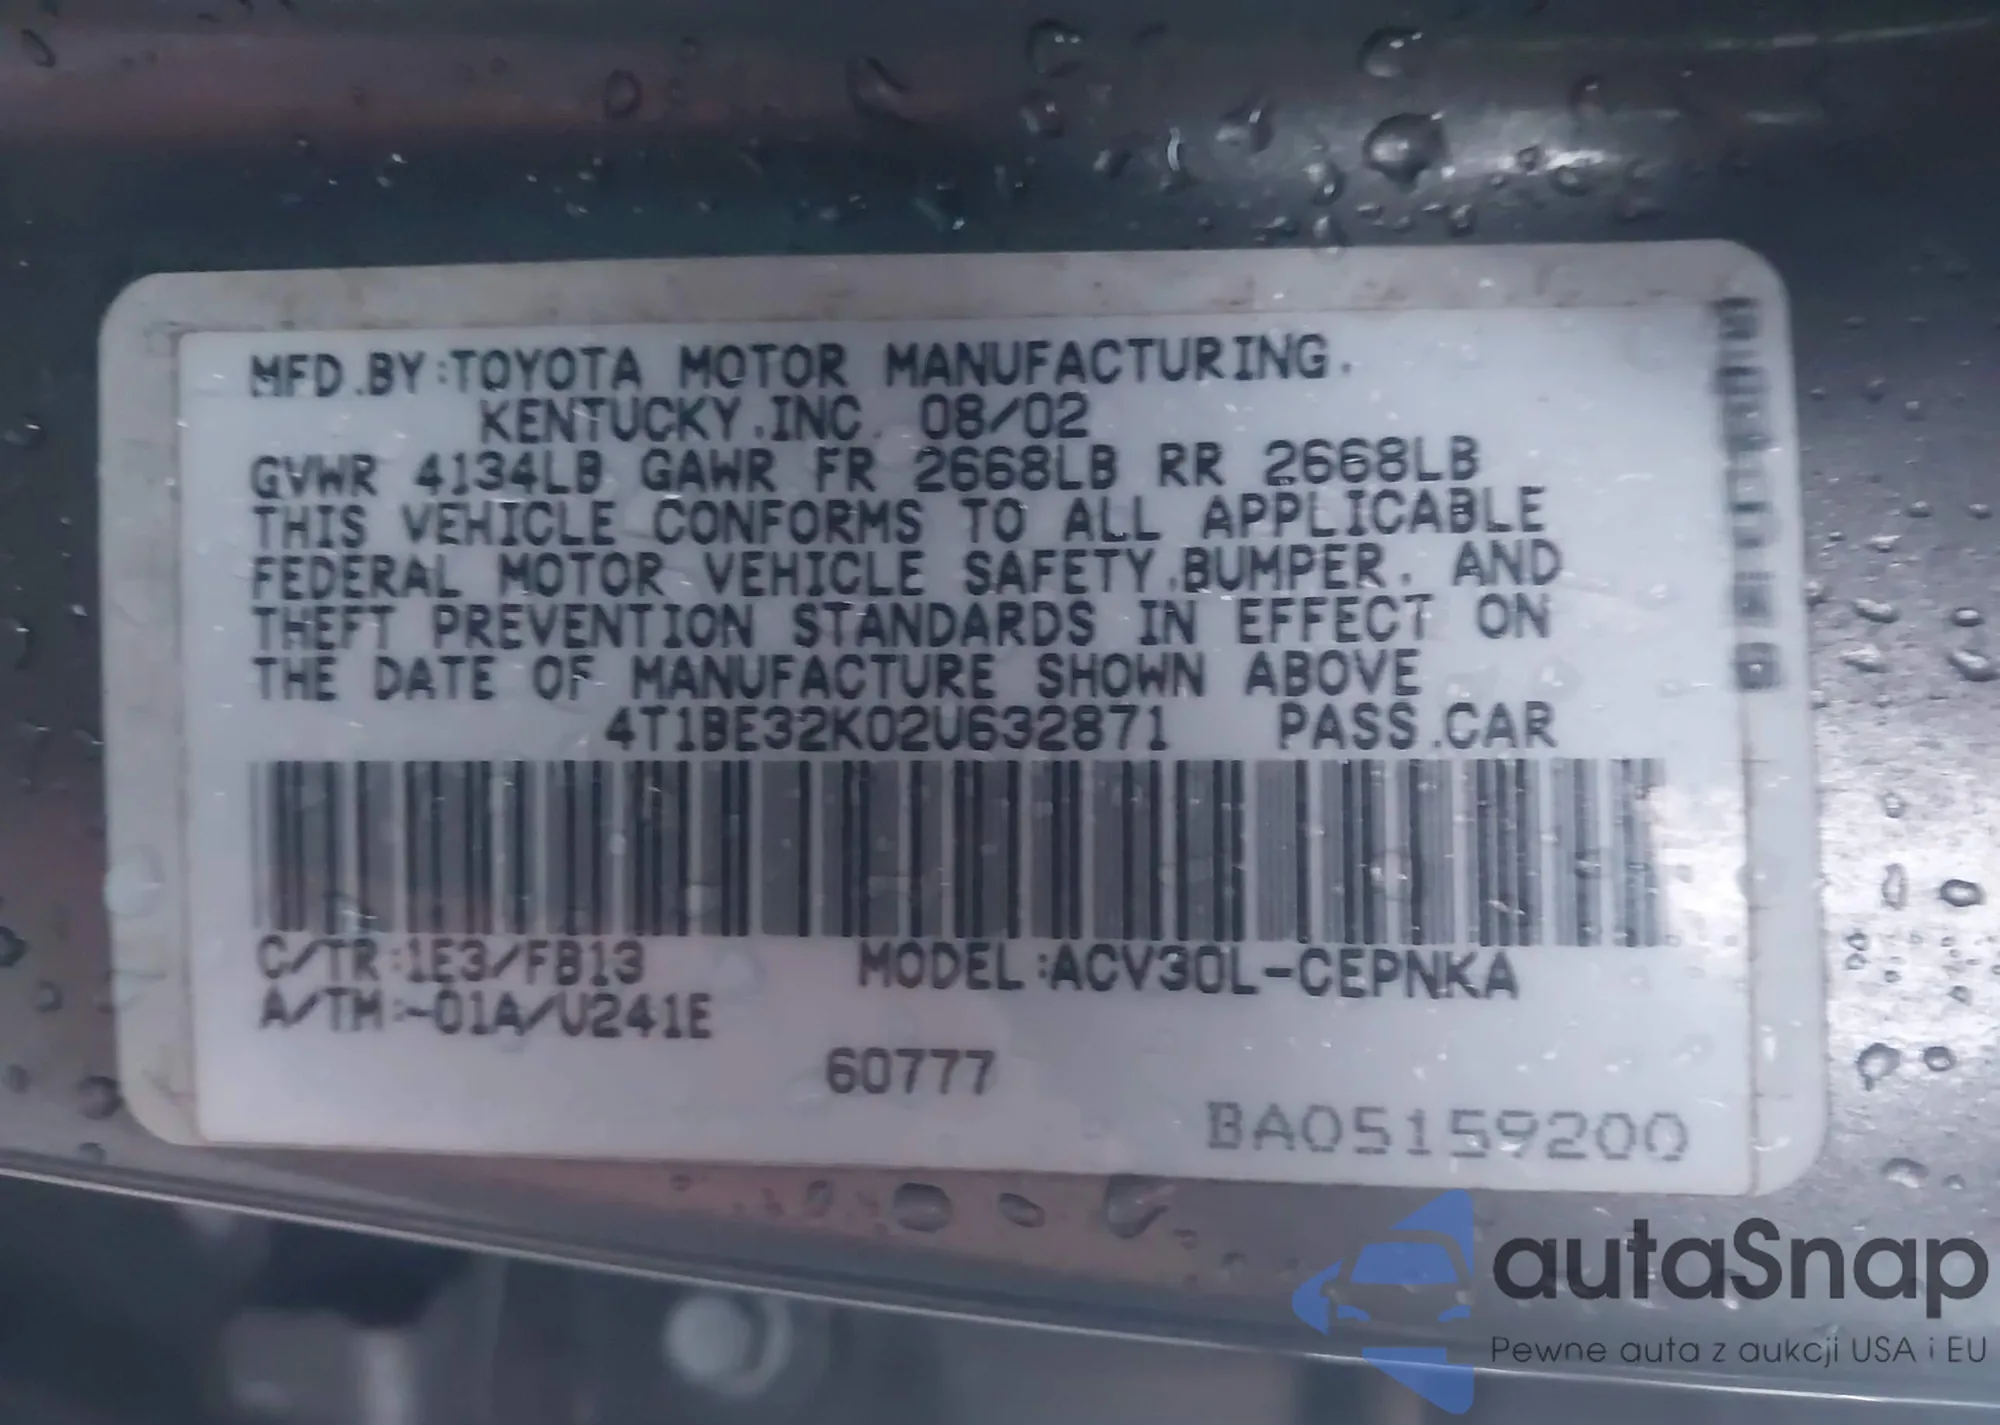 MFD.BY:TOYOTA MOTOR MANUFACTURING.
KENTUCKY.INC. 08/02
GVWR 4134LB GAWR FR 2668LB RR 2668LB
THIS VEHICLE CONFORMS TO ALL APPLICABLE
FEDERAL MOTOR VEHICLE SAFETY.BUMPER. AND
THEFT PREVENTION STANDARDS IN EFFECT ON
THE DATE OF MANUFACTURE SHOWN ABOVE
4T1BE32K02U632871 PASS.CAR
C/TR:1E3/FB13 MODEL:ACV30L-CEPNKA
A/TM:-01A/U241E
60777
BA05159200
autaSnap
Pewne auta z aukcji USA i EU